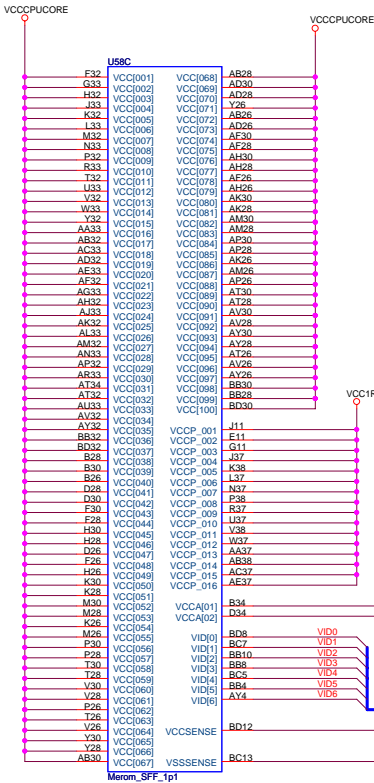 VCCCPUCORE
VCCCPUCORE
U58C
F32 VCC[001] VCC[068] AB28
G33 VCC[002] VCC[069] AD30
H32 VCC[003] VCC[070] AD28
J33 VCC[004] VCC[071] Y26
K32 VCC[005] VCC[072] AB26
L33 VCC[006] VCC[073] AD26
M32 VCC[007] VCC[074] AF30
N33 VCC[008] VCC[075] AF28
P32 VCC[009] VCC[076] AH30
R33 VCC[010] VCC[077] AH28
T32 VCC[011] VCC[078] AF26
U33 VCC[012] VCC[079] AH26
V32 VCC[013] VCC[080] AK30
W33 VCC[014] VCC[081] AK28
Y32 VCC[015] VCC[082] AM30
AA33 VCC[016] VCC[083] AM28
AB32 VCC[017] VCC[084] AP30
AC33 VCC[018] VCC[085] AP28
AD32 VCC[019] VCC[086] AK26
AE33 VCC[020] VCC[087] AM26
AF32 VCC[021] VCC[088] AP26
AG33 VCC[022] VCC[089] AT30
AH32 VCC[023] VCC[090] AT28
AJ33 VCC[024] VCC[091] AV30
AK32 VCC[025] VCC[092] AV28
AL33 VCC[026] VCC[093] AY30
AM32 VCC[027] VCC[094] AY28
AN33 VCC[028] VCC[095] AT26
AP32 VCC[029] VCC[096] AV26
AR33 VCC[030] VCC[097] AY26
AT34 VCC[031] VCC[098] BB30
AT32 VCC[032] VCC[099] BB28
AU33 VCC[033] VCC[100] BD30
AV32 VCC[034]
AY32 VCC[035] VCCP_001 J11
BB32 VCC[036] VCCP_002 E11
BD32 VCC[037] VCCP_003 G11
B28 VCC[038] VCCP_004 J37
B30 VCC[039] VCCP_005 K38
B26 VCC[040] VCCP_006 L37
D28 VCC[041] VCCP_007 N37
D30 VCC[042] VCCP_008 P38
F30 VCC[043] VCCP_009 R37
F28 VCC[044] VCCP_010 U37
H30 VCC[045] VCCP_011 V38
H28 VCC[046] VCCP_012 W37
D26 VCC[047] VCCP_013 AA37
F26 VCC[048] VCCP_014 AB38
H26 VCC[049] VCCP_015 AC37
K30 VCC[050] VCCP_016 AE37
K28 VCC[051]
M30 VCC[052] VCCA[01] B34
M28 VCC[053] VCCA[02] D34
K26 VCC[054]
M26 VCC[055] VID[0] BD8 VID0
P30 VCC[056] VID[1] BC7 VID1
P28 VCC[057] VID[2] BB10 VID2
T30 VCC[058] VID[3] BB8 VID3
T28 VCC[059] VID[4] BC5 VID4
V30 VCC[060] VID[5] BB4 VID5
V28 VCC[061] VID[6] AY4 VID6
P26 VCC[062]
T26 VCC[063]
V26 VCC[064] VCCSENSE BD12
Y30 VCC[065]
Y28 VCC[066]
AB30 VCC[067] VSSSENSE BC13
Merom_SFF_1p1